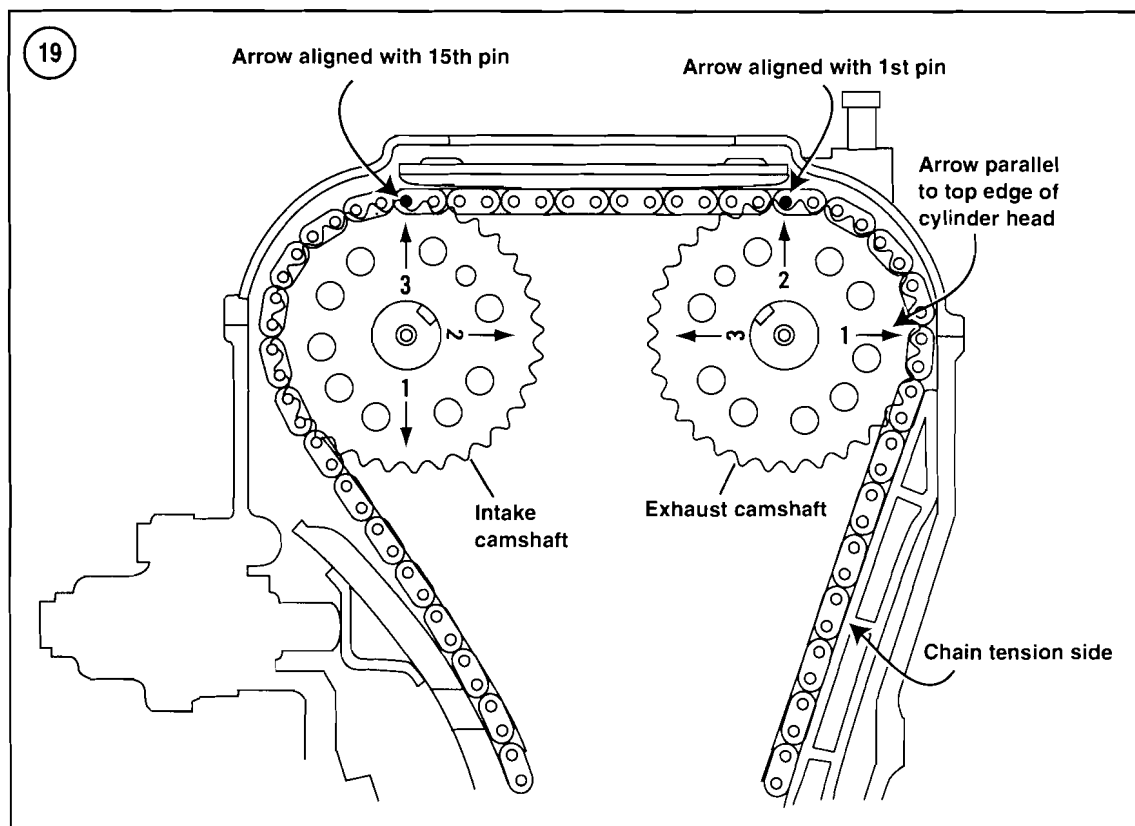 19
Arrow aligned with 15th pin
Arrow aligned with 1st pin
Arrow parallel
to top edge of
cylinder head
3
2
1
2
3
1
Intake
camshaft
Exhaust camshaft
Chain tension side